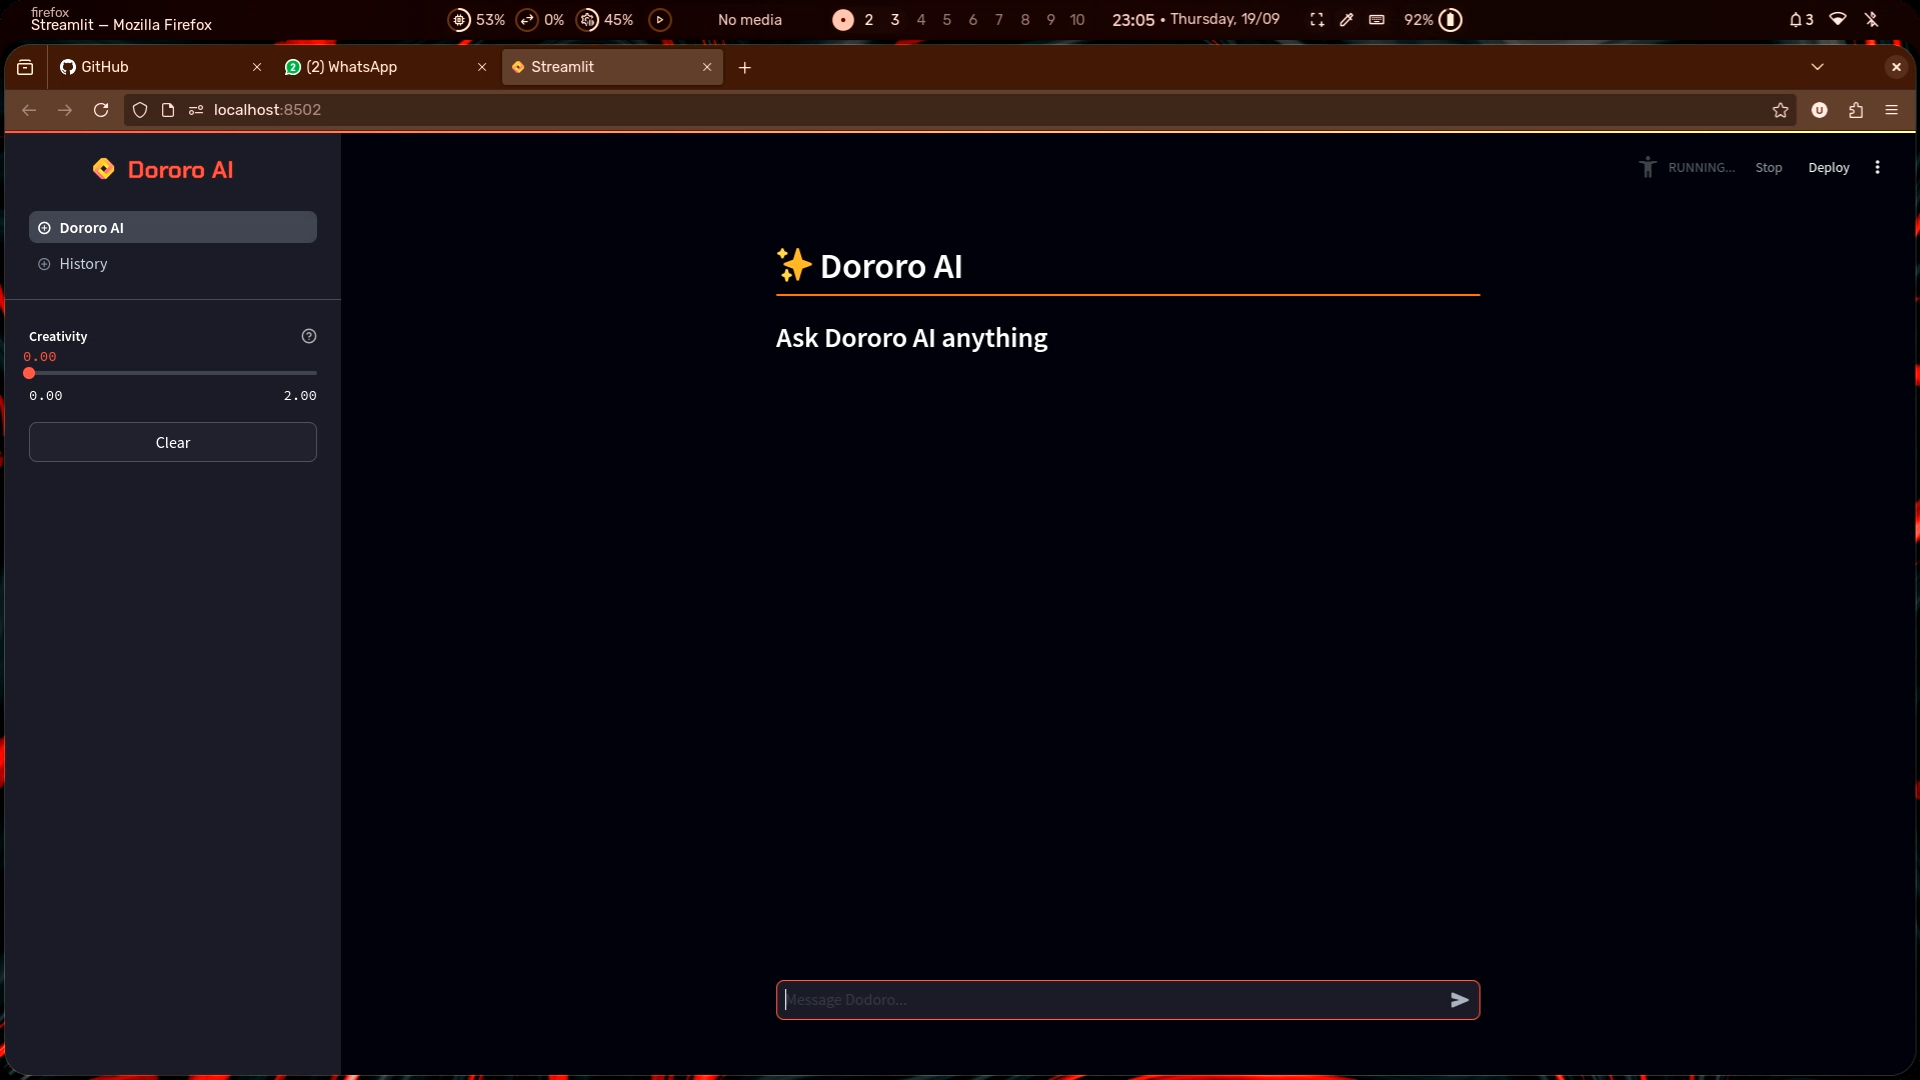 firefox
Streamlit — Mozilla Firefox
53% 0% 45% No media 2 3 4 5 6 7 8 9 10 23:05 • Thursday, 19/09 92% 3
GitHub (2) WhatsApp Streamlit
localhost:8502
Dororo AI
RUNNING... Stop Deploy
Dororo AI
History
Creativity
0.00
0.00 2.00
Clear
✨ Dororo AI
Ask Dororo AI anything
Message Dodoro...